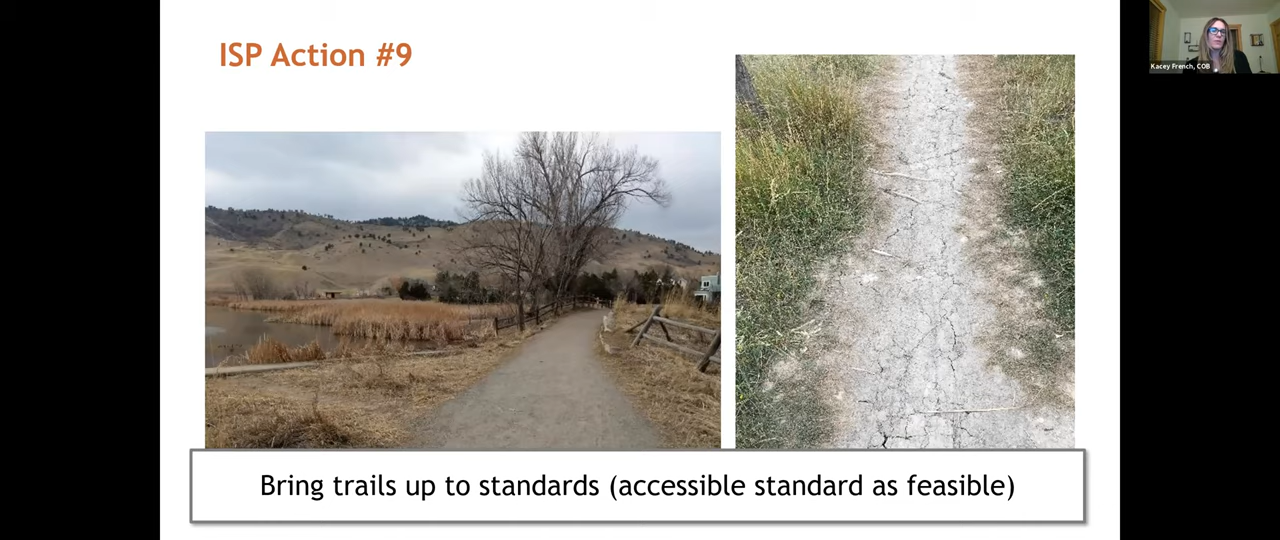 ISP Action #9
Kacey French, COB
Bring trails up to standards (accessible standard as feasible)